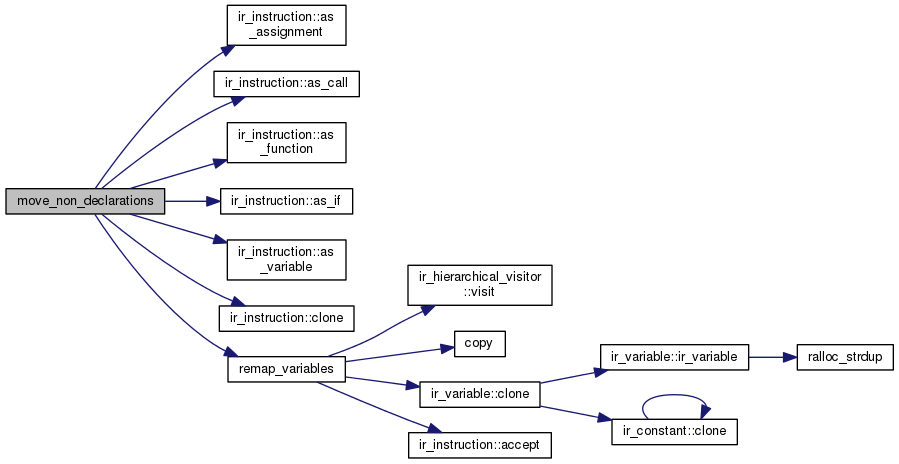 move_non_declarations
ir_instruction::as
_assignment
ir_instruction::as_call
ir_instruction::as
_function
ir_instruction::as_if
ir_instruction::as
_variable
ir_instruction::clone
remap_variables
ir_hierarchical_visitor
::visit
copy
ir_variable::clone
ir_instruction::accept
ir_variable::ir_variable
ir_constant::clone
ralloc_strdup